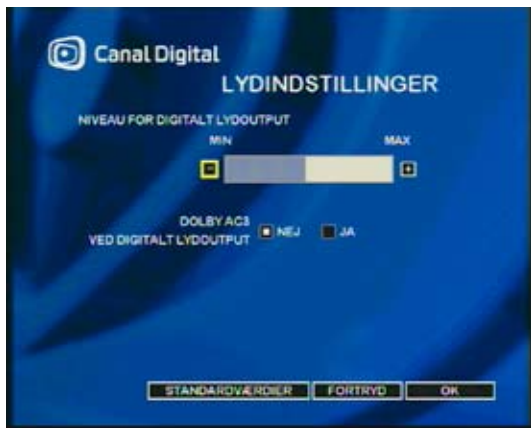 Canal Digital
LYDINDSTILLINGER
NIVEAU FOR DIGITALT LYDOUTPUT
MIN MAX
DOLBY AC3
VED DIGITALT LYDOUTPUT NEJ JA
STANDARDVÆRDIER FORTRYD OK